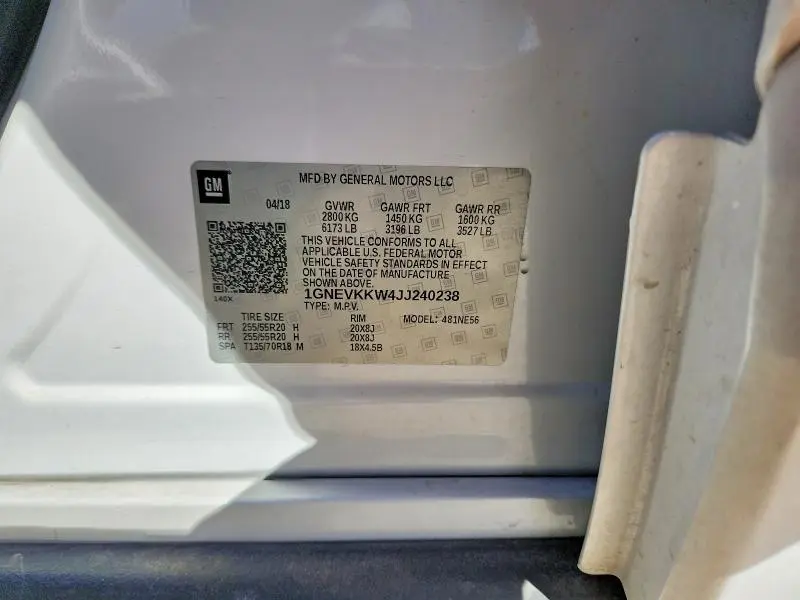 GM
MFD BY GENERAL MOTORS LLC
04/18 GVWR GAWR FRT GAWR RR
2800 KG 1450 KG 1600 KG
6173 LB 3196 LB 3527 LB
THIS VEHICLE CONFORMS TO ALL
APPLICABLE U.S. FEDERAL MOTOR
VEHICLE SAFETY STANDARDS IN EFFECT
ON THE DATE OF MANUFACTURE
SHOWN ABOVE.
140X 1GNEVKKW4JJ240238
TYPE: M.P.V.
TIRE SIZE RIM MODEL: 481NE56
FRT 255/55R20 H 20X8J
RR 255/55R20 H 20X8J
SPA T135/70R18 M 18X4.5B